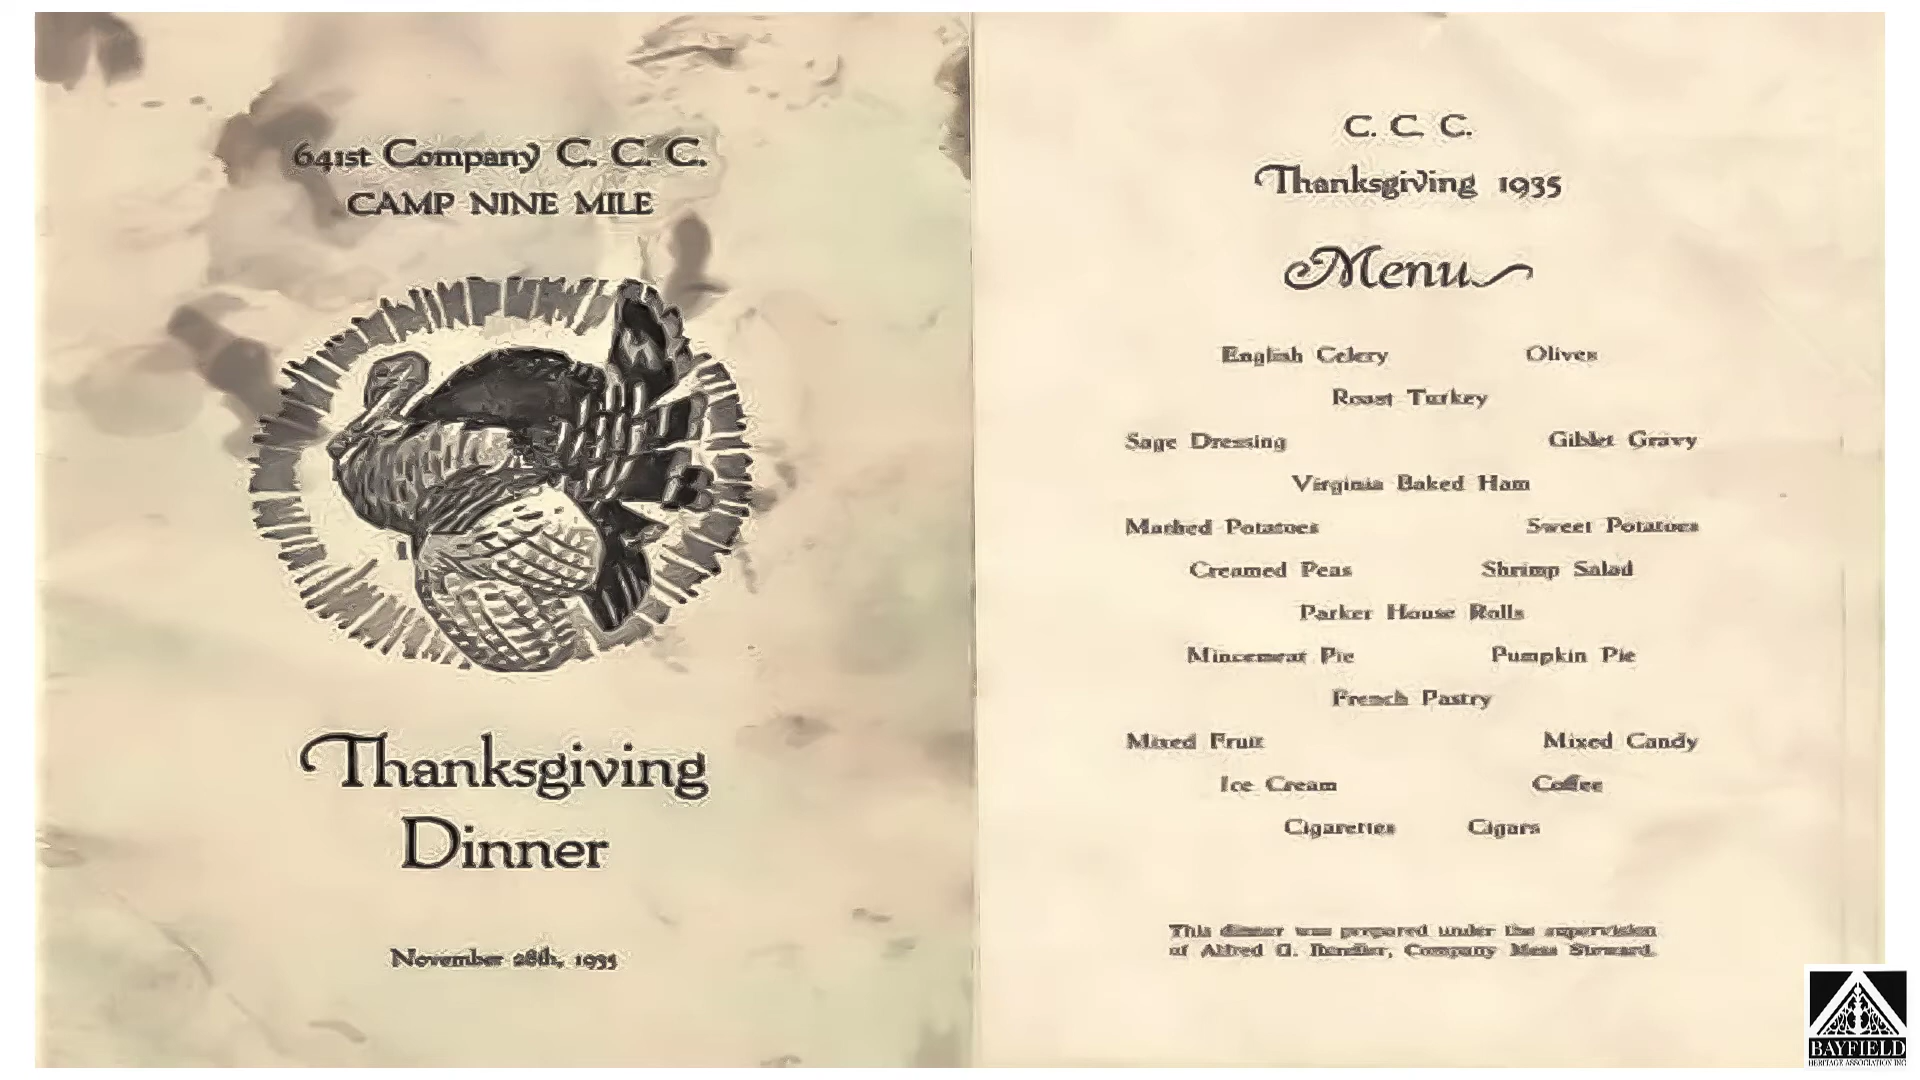 641st Company C. C. C.
CAMP NINE MILE
Thanksgiving
Dinner
November 28th, 1935
C. C. C.
Thanksgiving 1935
Menu
English Celery Olives
Roast Turkey
Sage Dressing Giblet Gravy
Virginia Baked Ham
Mashed Potatoes Sweet Potatoes
Creamed Peas Shrimp Salad
Parker House Rolls
Mincemeat Pie Pumpkin Pie
French Pastry
Mixed Fruit Mixed Candy
Ice Cream Coffee
Cigarettes Cigars
This dinner was prepared under the supervision
of Alfred G. Company Mess Steward.
BAYFIELD
HERITAGE ASSOCIATION INC